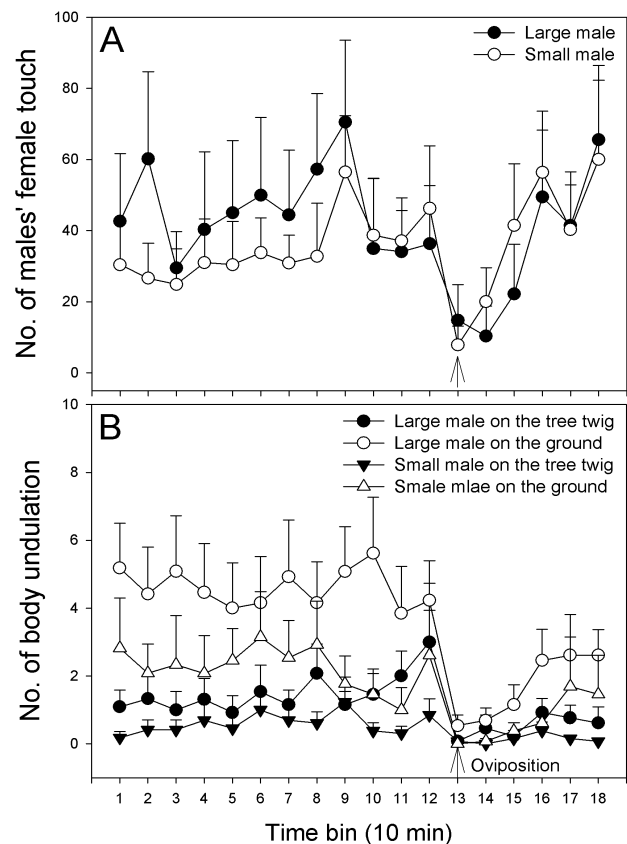 A
Large male
Small male
No. of males' female touch
100
80
60
40
20
0
B
Large male on the tree twig
Large male on the ground
Small male on the tree twig
Smale mlae on the ground
No. of body undulation
10
8
6
4
2
0
Oviposition
1 2 3 4 5 6 7 8 9 10 11 12 13 14 15 16 17 18
Time bin (10 min)